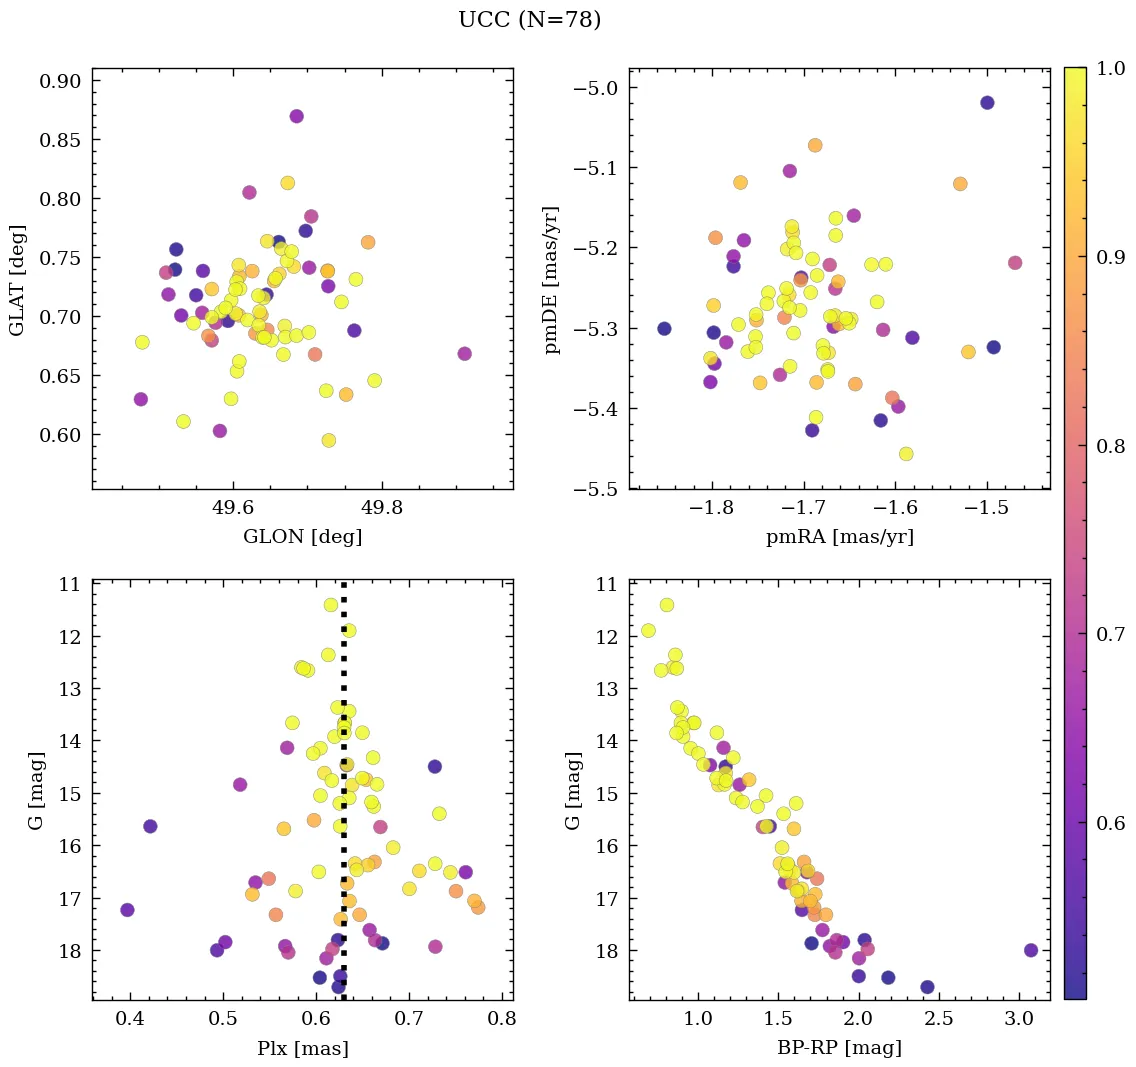 UCC (N=78)
0.90
0.85
0.80
0.75
0.70
0.65
0.60
GLAT [deg]
49.6 49.8
GLON [deg]
−5.0
−5.1
−5.2
−5.3
−5.4
−5.5
pmDE [mas/yr]
−1.8 −1.7 −1.6 −1.5
pmRA [mas/yr]
11
12
13
14
15
16
17
18
G [mag]
0.4 0.5 0.6 0.7 0.8
Plx [mas]
11
12
13
14
15
16
17
18
G [mag]
1.0 1.5 2.0 2.5 3.0
BP-RP [mag]
1.0
0.9
0.8
0.7
0.6